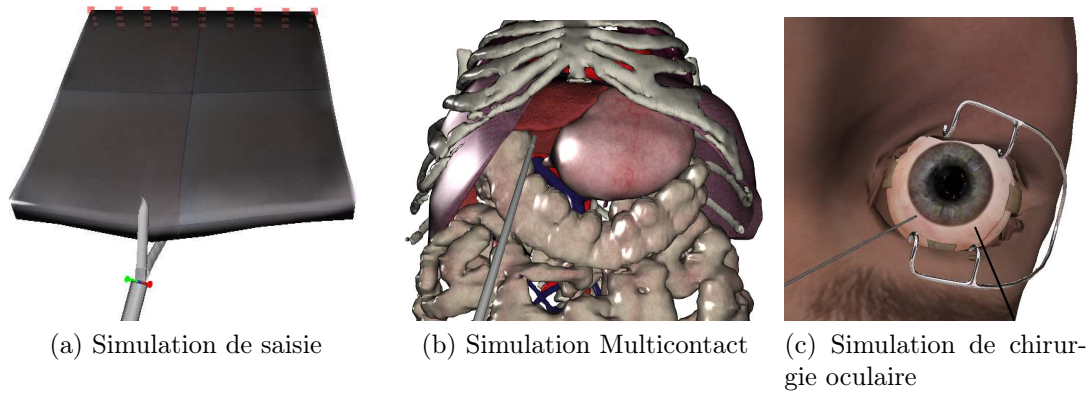 (a) Simulation de saisie
(b) Simulation Multicontact
(c) Simulation de chirur-
gie oculaire